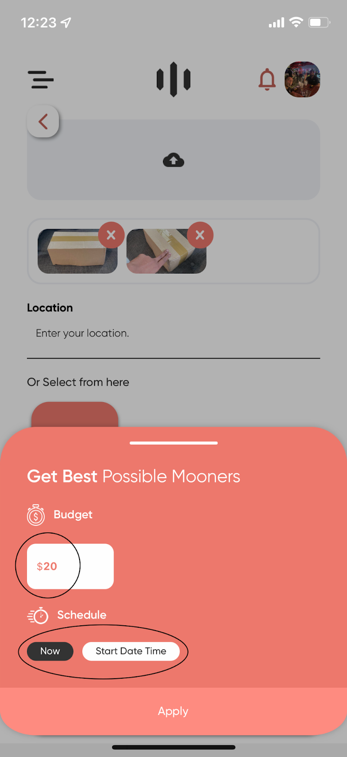 12:23
Location
Enter your location.
Or Select from here
Get Best Possible Mooners
Budget
$20
Schedule
Now
Start Date Time
Apply